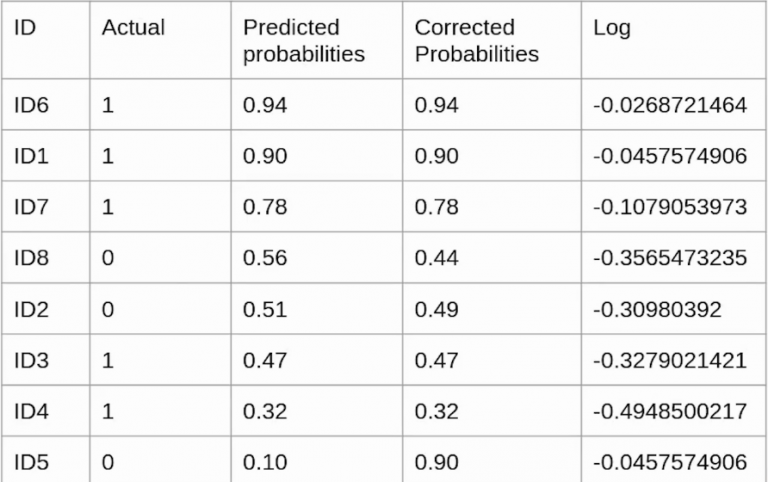 ID Actual Predicted probabilities Corrected Probabilities Log
ID6 1 0.94 0.94 -0.0268721464
ID1 1 0.90 0.90 -0.0457574906
ID7 1 0.78 0.78 -0.1079053973
ID8 0 0.56 0.44 -0.3565473235
ID2 0 0.51 0.49 -0.30980392
ID3 1 0.47 0.47 -0.3279021421
ID4 1 0.32 0.32 -0.4948500217
ID5 0 0.10 0.90 -0.0457574906